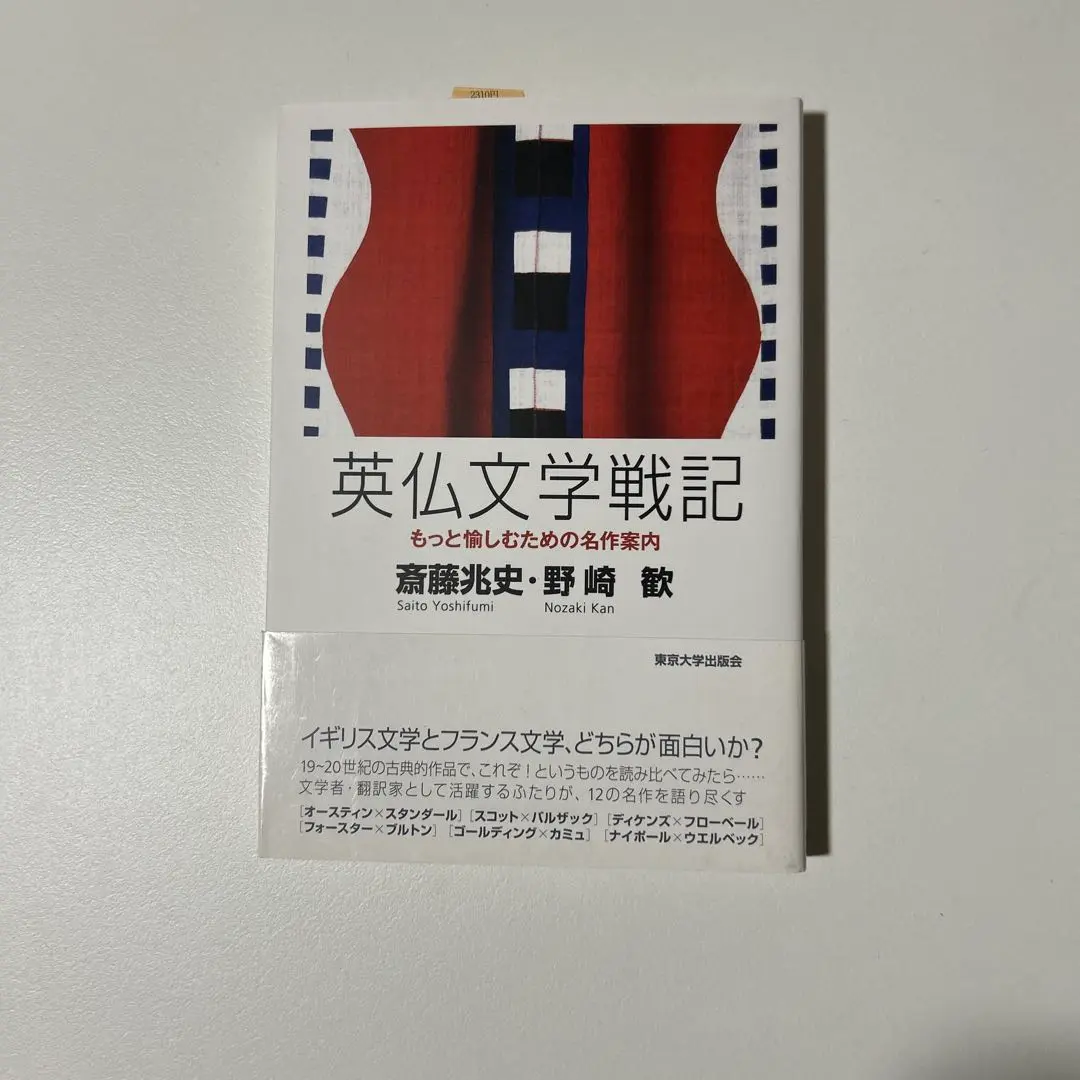 2310円
英仏文学戦記
もっと愉しむための名作案内
斎藤兆史・野崎 歓
Saito Yoshifumi Nozaki Kan
東京大学出版会
イギリス文学とフランス文学、どちらが面白いか？
19~20世紀の古典的作品で、これぞ！というものを読み比べてみたら……
文学者・翻訳家として活躍するふたりが、12の名作を語り尽くす
［オースティン×スタンダール］［スコット×バルザック］［ディケンズ×フローベール］
［フォースター×ブルトン］［ゴールディング×カミュ］［ナイポール×ウエルベック］